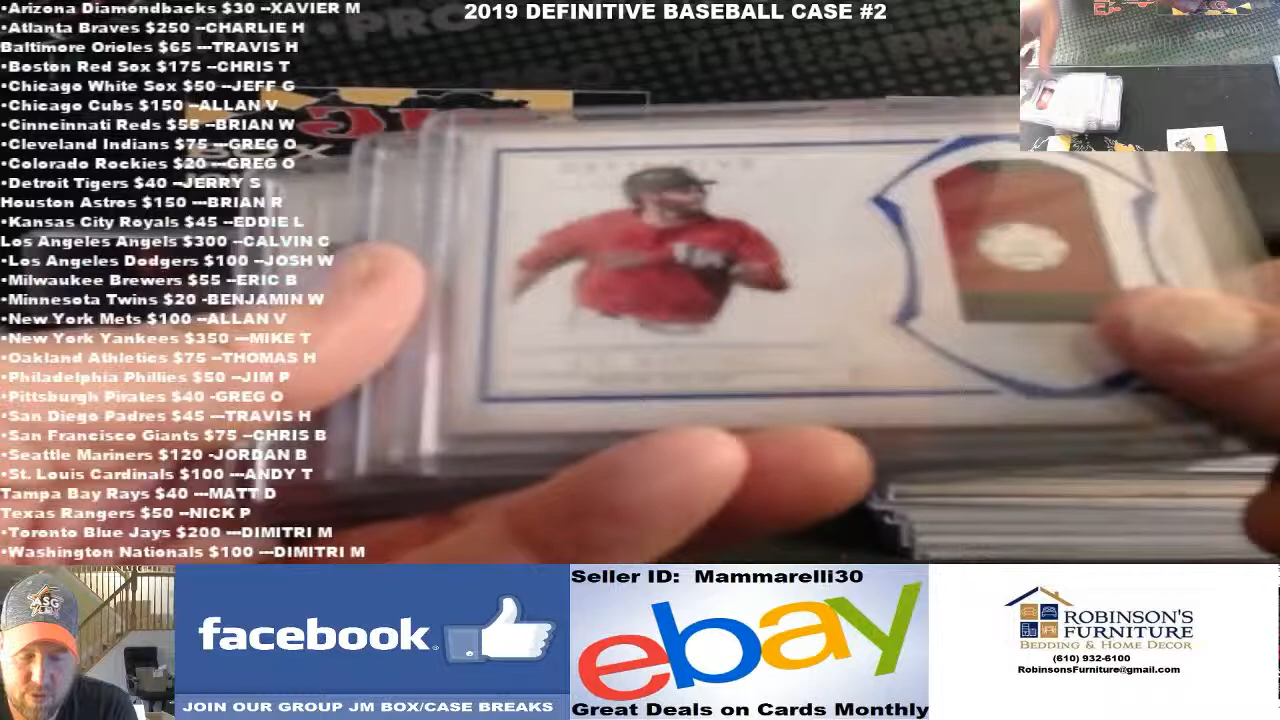 •Arizona Diamondbacks $30 --XAVIER M
•Atlanta Braves $250 --CHARLIE H
Baltimore Orioles $65 ---TRAVIS H
•Boston Red Sox $175 --CHRIS T
•Chicago White Sox $50 --JEFF G
•Chicago Cubs $150 --ALLAN V
•Cinncinnati Reds $55 --BRIAN W
•Cleveland Indians $75 ---GREG O
•Colorado Rockies $20 ---GREG O
•Detroit Tigers $40 --JERRY S
Houston Astros $150 ---BRIAN R
•Kansas City Royals $45 --EDDIE L
Los Angeles Angels $300 --CALVIN C
•Los Angeles Dodgers $100 --JOSH W
•Milwaukee Brewers $55 --ERIC B
•Minnesota Twins $20 -BENJAMIN W
•New York Mets $100 --ALLAN V
•New York Yankees $350 ---MIKE T
•Oakland Athletics $75 --THOMAS H
•Philadelphia Phillies $50 --JIM P
•Pittsburgh Pirates $40 -GREG O
•San Diego Padres $45 ---TRAVIS H
•San Francisco Giants $75 --CHRIS B
•Seattle Mariners $120 -JORDAN B
•St. Louis Cardinals $100 ---ANDY T
Tampa Bay Rays $40 ---MATT D
Texas Rangers $50 --NICK P
•Toronto Blue Jays $200 ---DIMITRI M
•Washington Nationals $100 ---DIMITRI M
2019 DEFINITIVE BASEBALL CASE #2
ASG
facebook
JOIN OUR GROUP JM BOX/CASE BREAKS
Seller ID: Mammarelli30
ebay
Great Deals on Cards Monthly
ROBINSON'S
FURNITURE
BEDDING & HOME DECOR
(610) 932-6100
RobinsonsFurniture@gmail.com